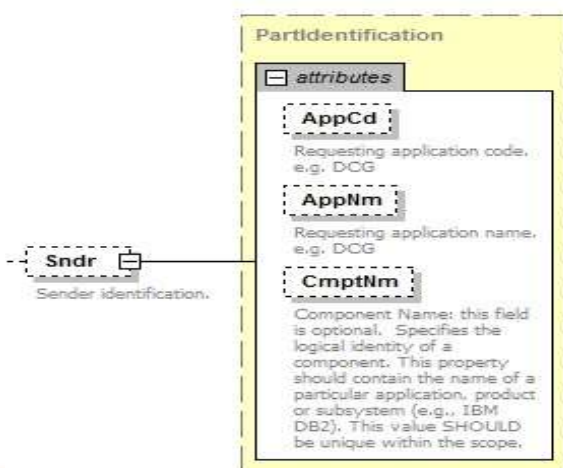 PartIdentification
attributes
AppCd
Requesting application code.
e.g. DCG
AppNm
Requesting application name.
e.g. DCG
Sndr
Sender identification.
CmptNm
Component Name: this field
is optional. Specifies the
logical identity of a
component. This property
should contain the name of a
particular application, product
or subsystem (e.g., IBM
DB2). This value SHOULD
be unique within the scope.